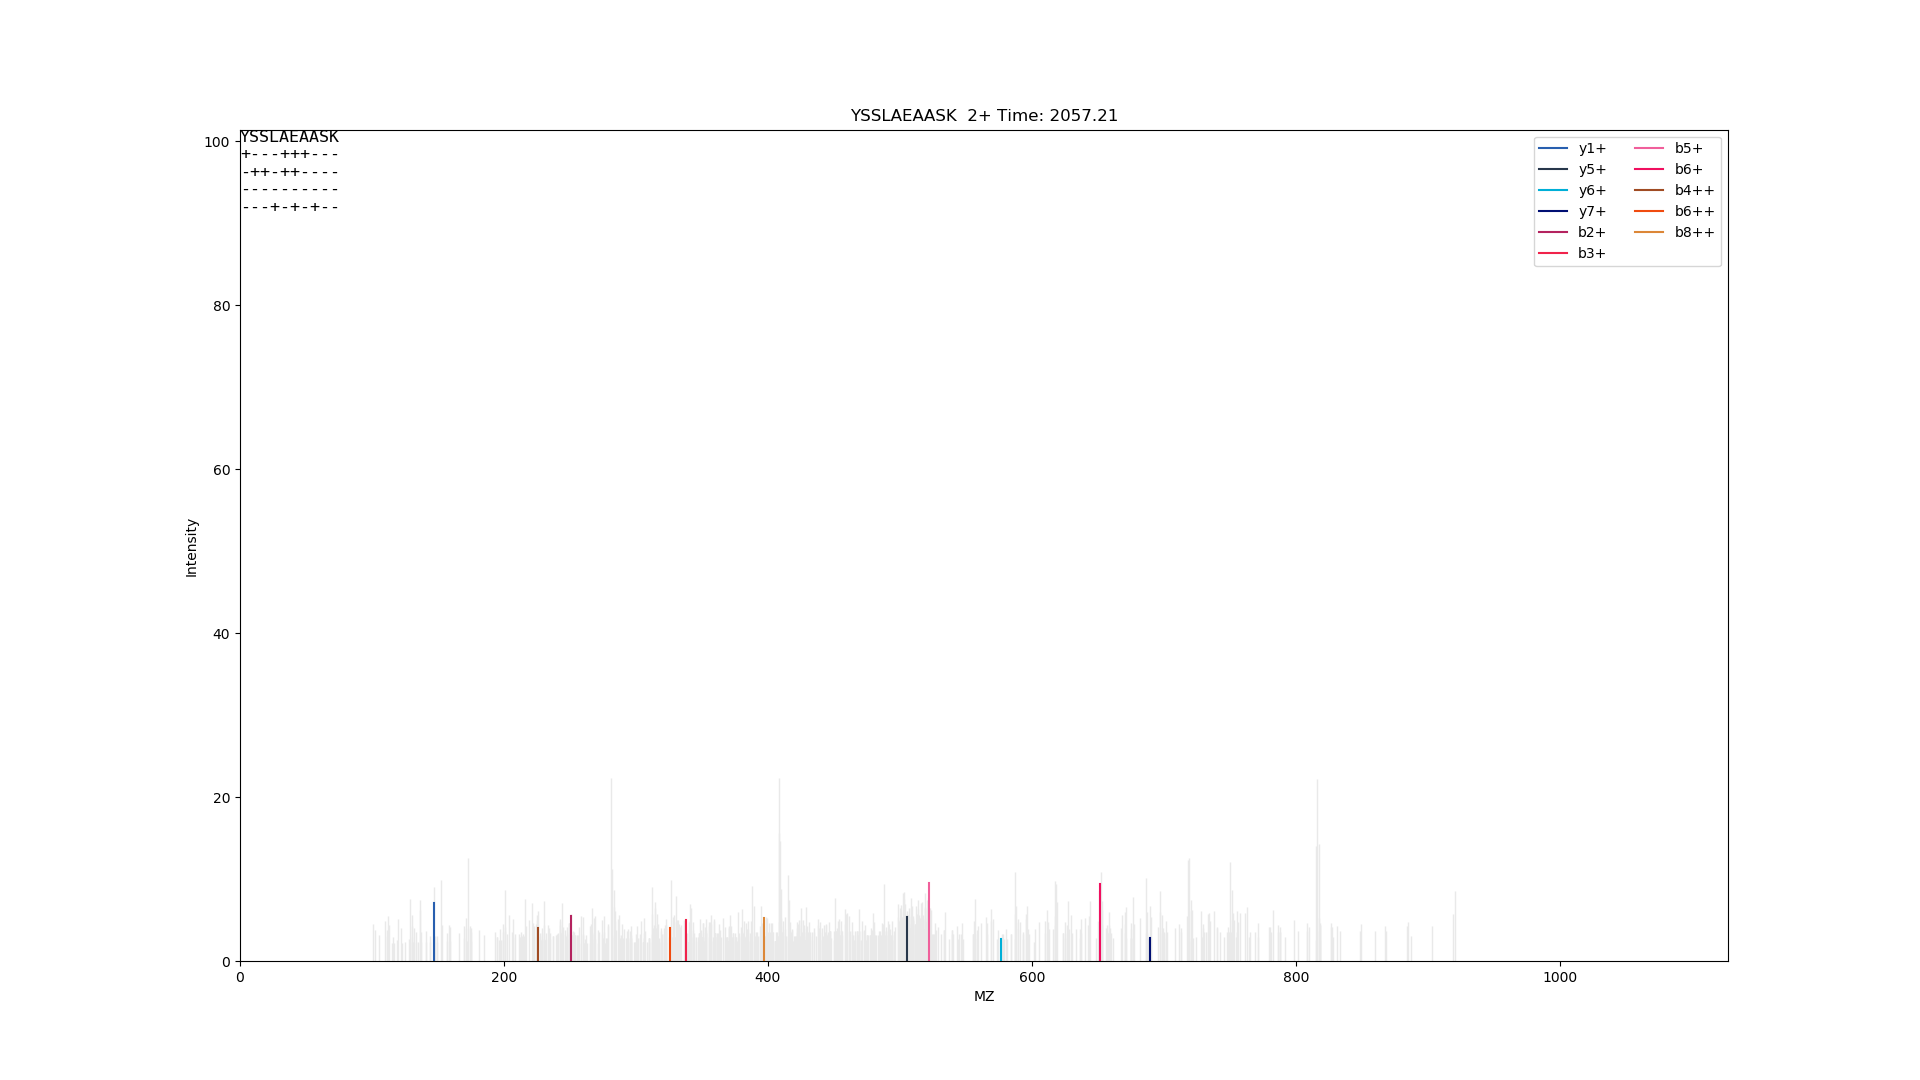 YSSLAEAASK  2+ Time: 2057.21
YSSLAEAASK
+---+++---
-++-++----
----------
---+-+-+--
y1+
y5+
y6+
y7+
b2+
b3+
b5+
b6+
b4++
b6++
b8++
100
80
60
40
20
0
Intensity
0 200 400 600 800 1000
MZ